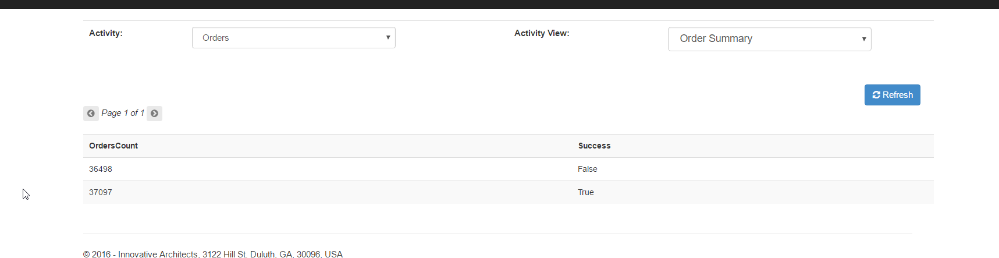 Activity: Orders Activity View: Order Summary
Refresh
Page 1 of 1
OrdersCount Success
36498 False
37097 True
© 2016 - Innovative Architects, 3122 Hill St. Duluth, GA, 30096, USA